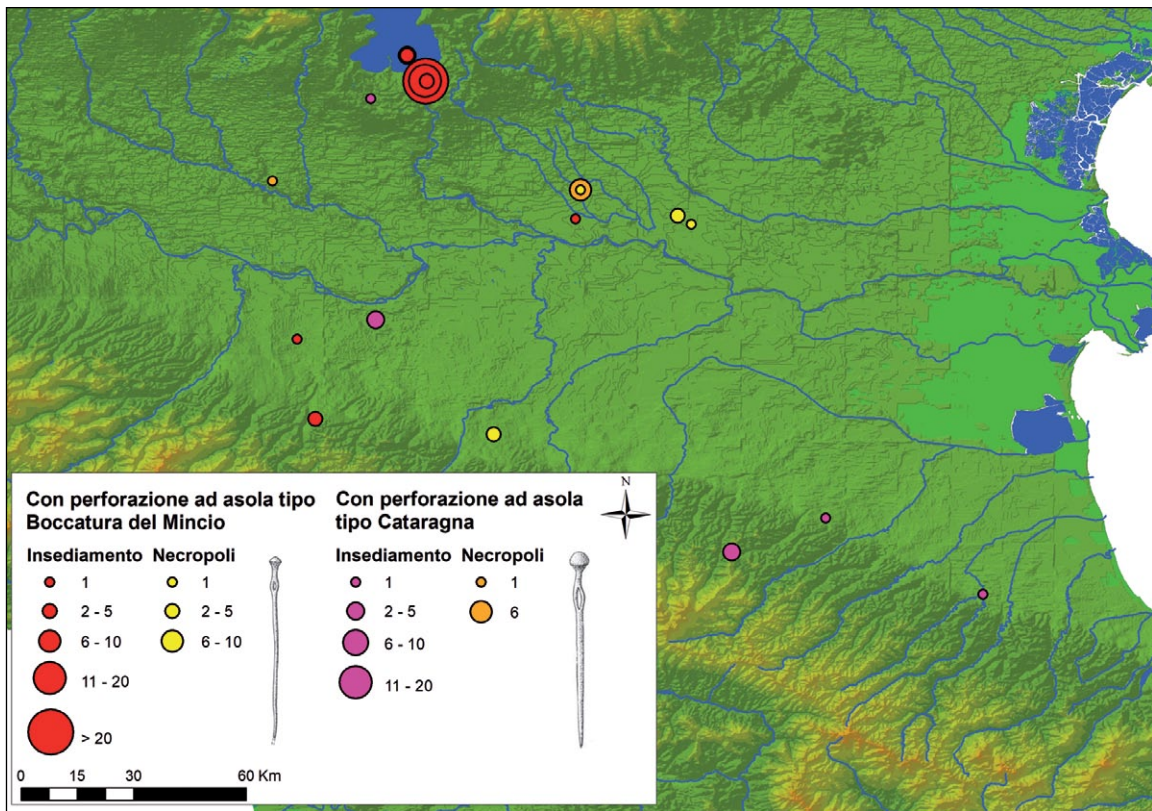 Con perforazione ad asola tipo
Boccatura del Mincio
Insediamento Necropoli
1 1
2 - 5 2 - 5
6 - 10 6 - 10
11 - 20
> 20
Con perforazione ad asola
tipo Cataragna
Insediamento Necropoli
1 1
2 - 5 6
6 - 10
11 - 20
N
0 15 30 60 Km